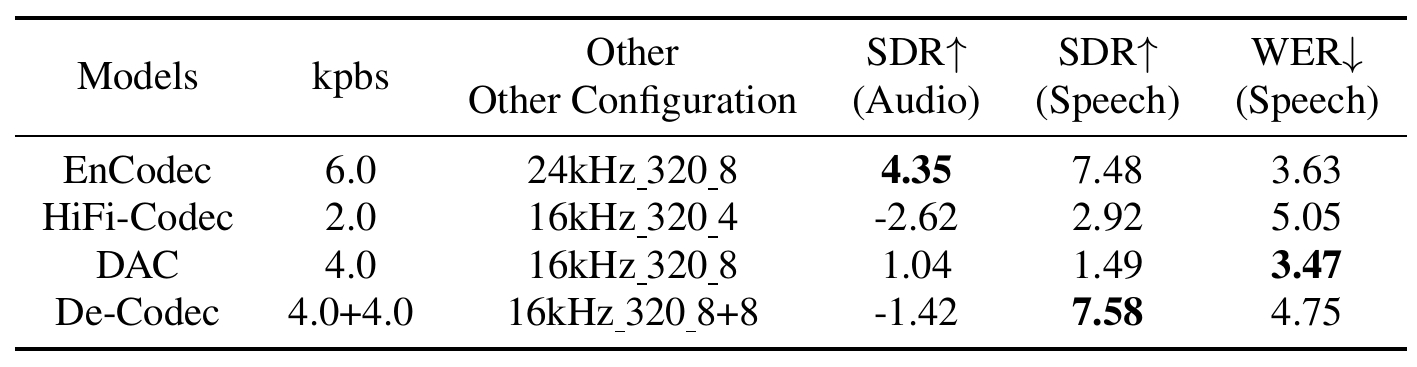 Models kpbs Other Other Configuration SDR↑ (Audio) SDR↑ (Speech) WER↓ (Speech)
EnCodec 6.0 24kHz_320_8 4.35 7.48 3.63
HiFi-Codec 2.0 16kHz_320_4 -2.62 2.92 5.05
DAC 4.0 16kHz_320_8 1.04 1.49 3.47
De-Codec 4.0+4.0 16kHz_320_8+8 -1.42 7.58 4.75